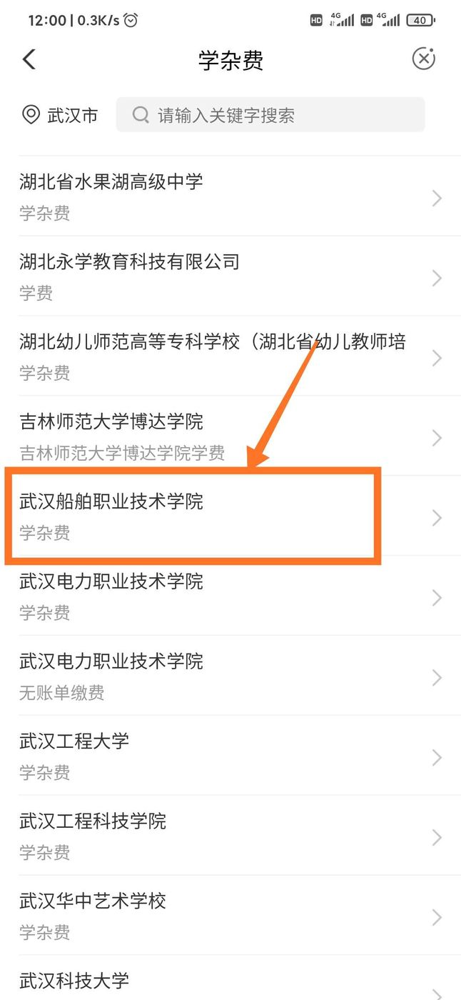 12:00 | 0.3K/s
HD 4G HD 4G 40
学杂费
武汉市 请输入关键字搜索
湖北省水果湖高级中学
学杂费
湖北永学教育科技有限公司
学费
湖北幼儿师范高等专科学校（湖北省幼儿教师培
学杂费
吉林师范大学博达学院
吉林师范大学博达学院学费
武汉船舶职业技术学院
学杂费
武汉电力职业技术学院
学杂费
武汉电力职业技术学院
无账单缴费
武汉工程大学
学杂费
武汉工程科技学院
学杂费
武汉华中艺术学校
学杂费
武汉科技大学